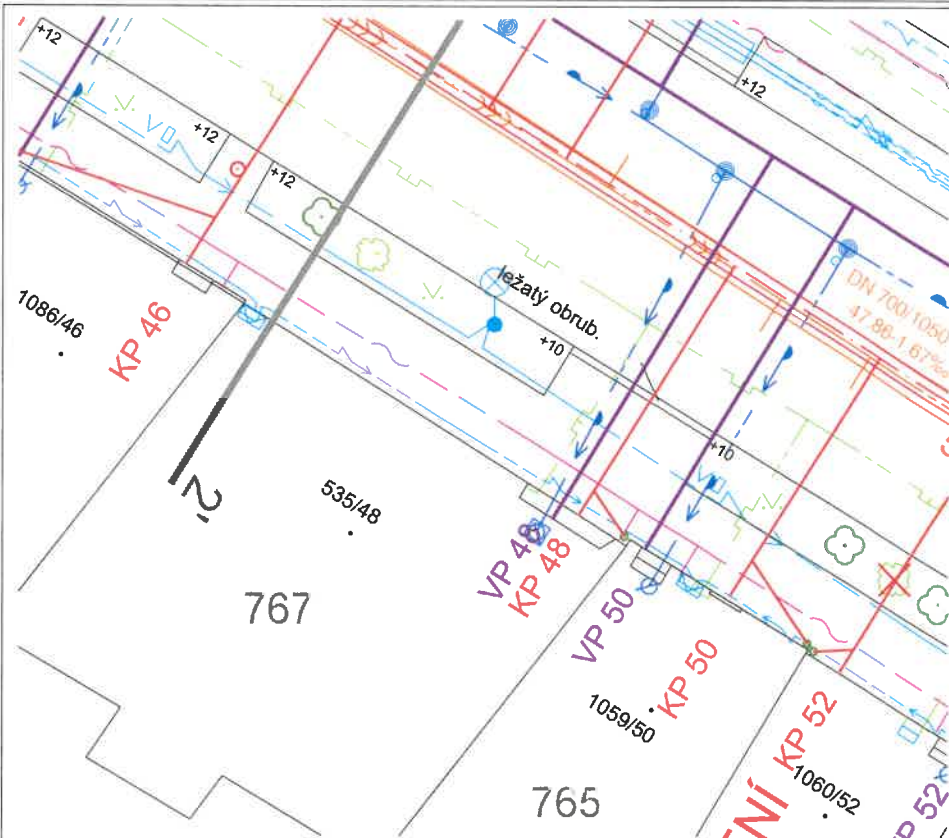 +12
+12
+12
+12
ležatý obrub.
+10
+10
DN 700/1050
47.86-1.67‰
1086/46
KP 46
2'
535/48
767
VP 48
KP 48
VP 50
KP 50
1059/50
765
KP 52
1060/52
ENÍ
P 52